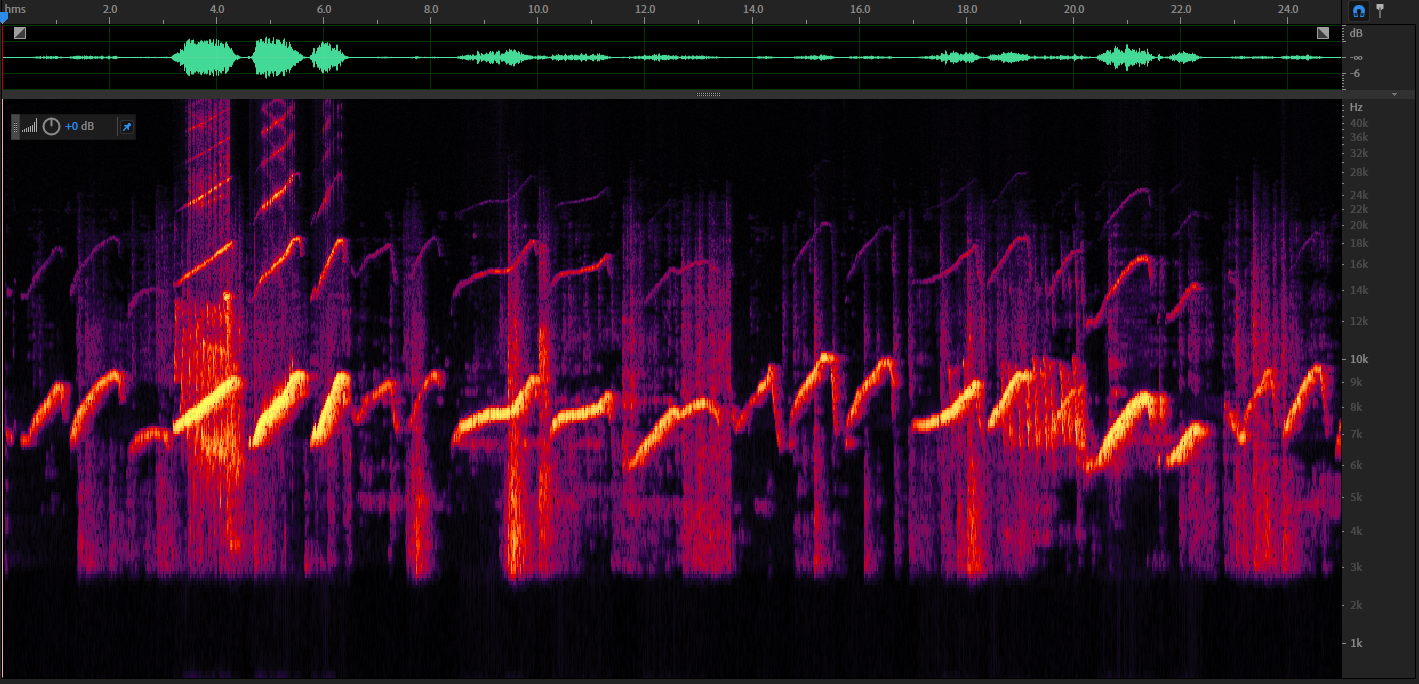 hms 2.0 4.0 6.0 8.0 10.0 12.0 14.0 16.0 18.0 20.0 22.0 24.0
dB
-∞
-6
Hz
+0 dB
40k
36k
32k
28k
24k
22k
20k
18k
16k
14k
12k
10k
9k
8k
7k
6k
5k
4k
3k
2k
1k